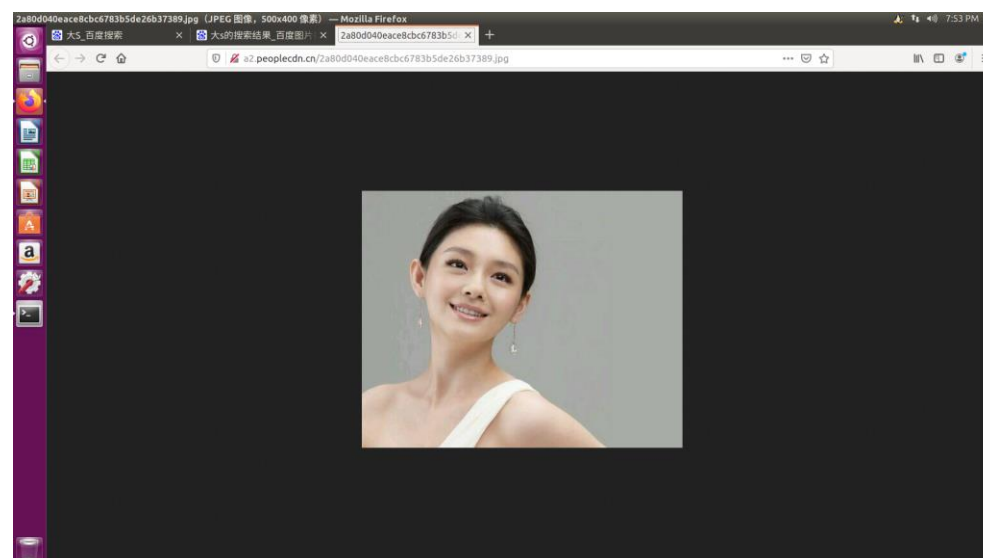 2a80d040eace8cbc6783b5de26b37389.jpg (JPEG 图像，500x400 像素) — Mozilla Firefox
7:53 PM
大S_百度搜索
大s的搜索结果_百度图片
2a80d040eace8cbc6783b5d
a2.peoplecdn.cn/2a80d040eace8cbc6783b5de26b37389.jpg